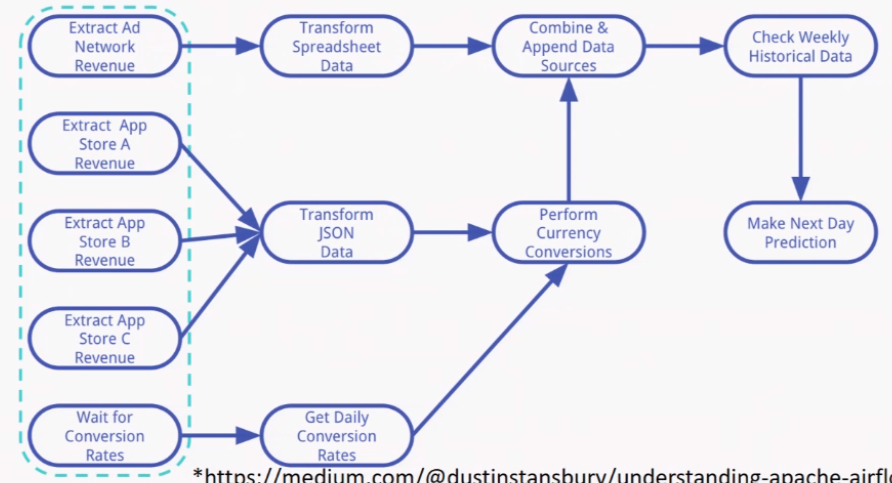 Extract Ad
Network
Revenue
Transform
Spreadsheet
Data
Combine &
Append Data
Sources
Check Weekly
Historical Data
Extract App
Store A
Revenue
Extract App
Store B
Revenue
Transform
JSON
Data
Perform
Currency
Conversions
Make Next Day
Prediction
Extract App
Store C
Revenue
Wait for
Conversion
Rates
Get Daily
Conversion
Rates
*https://medium.com/@dustinstansbury/understanding-apache-airfl